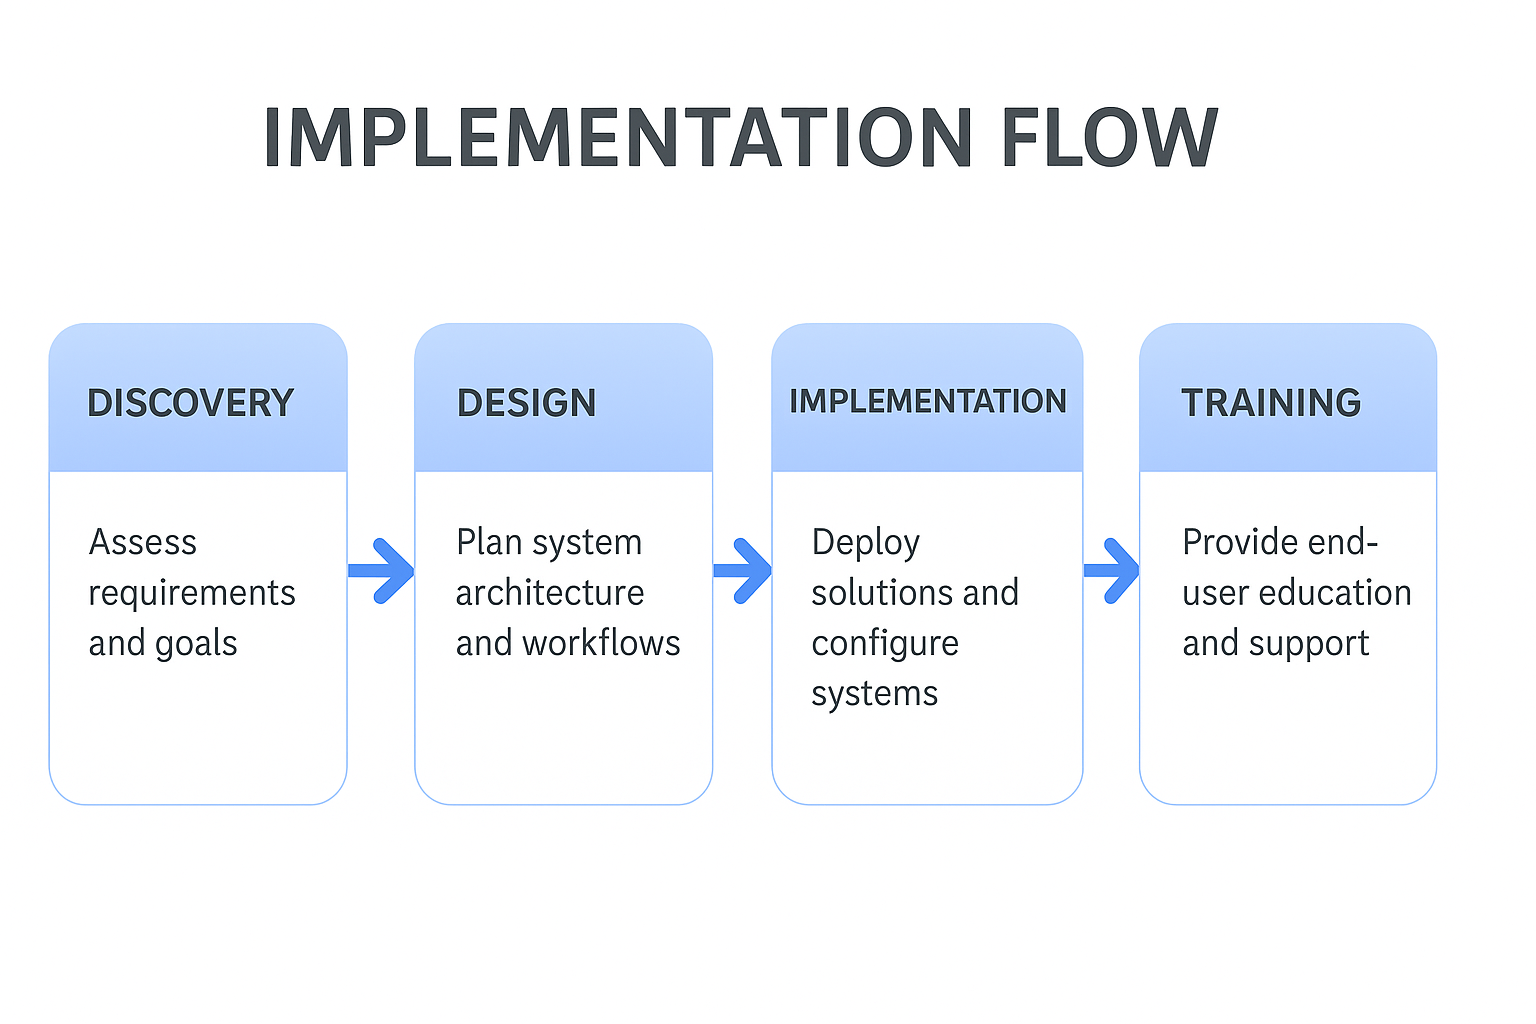 IMPLEMENTATION FLOW
DISCOVERY
Assess
requirements
and goals
DESIGN
Plan system
architecture
and workflows
IMPLEMENTATION
Deploy
solutions and
configure
systems
TRAINING
Provide end-
user education
and support